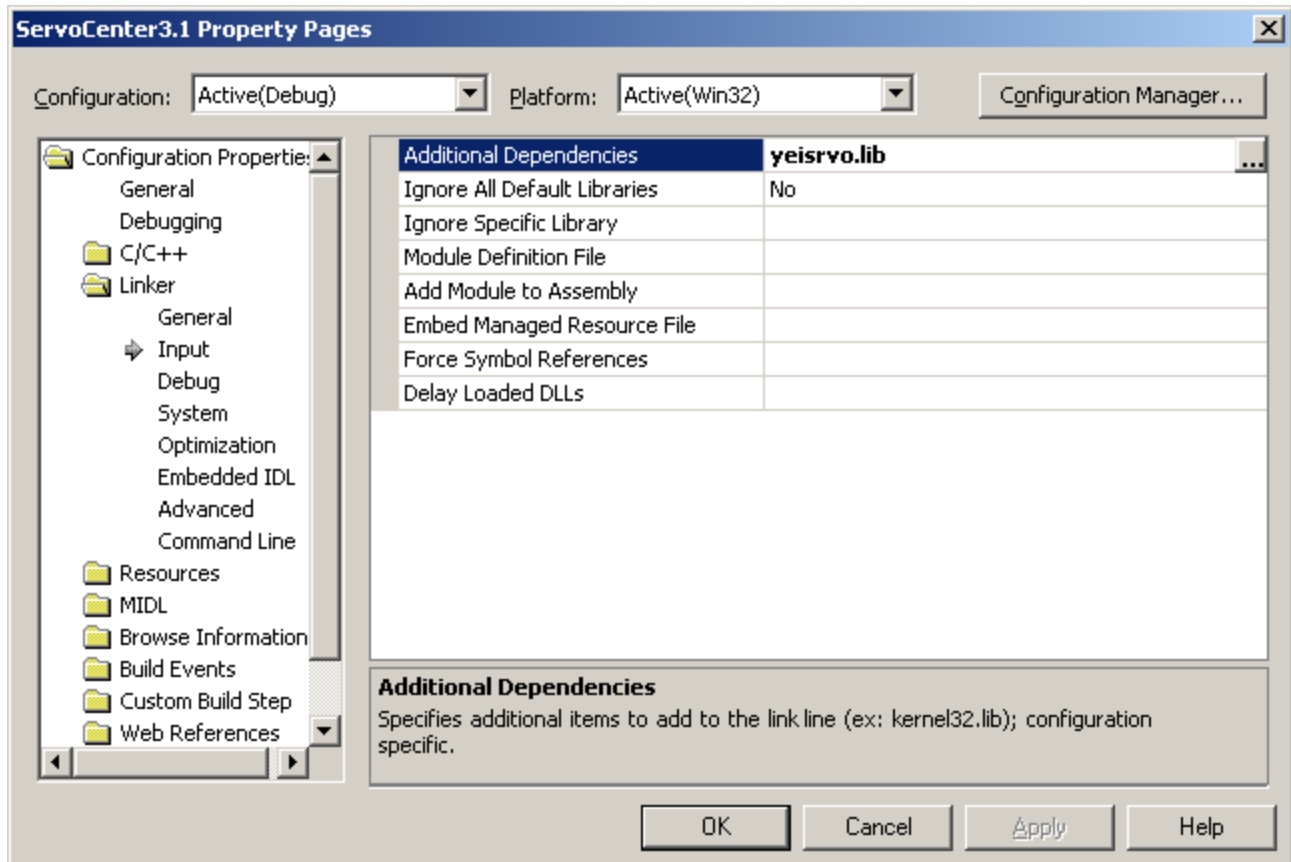 ServoCenter3.1 Property Pages
Configuration: Active(Debug) Platform: Active(Win32) Configuration Manager...
Configuration Propertie
General
Debugging
C/C++
Linker
General
Input
Debug
System
Optimization
Embedded IDL
Advanced
Command Line
Resources
MIDL
Browse Information
Build Events
Custom Build Step
Web References
Additional Dependencies yeisrvo.lib ...
Ignore All Default Libraries No
Ignore Specific Library
Module Definition File
Add Module to Assembly
Embed Managed Resource File
Force Symbol References
Delay Loaded DLLs
Additional Dependencies
Specifies additional items to add to the link line (ex: kernel32.lib); configuration
specific.
OK Cancel Apply Help